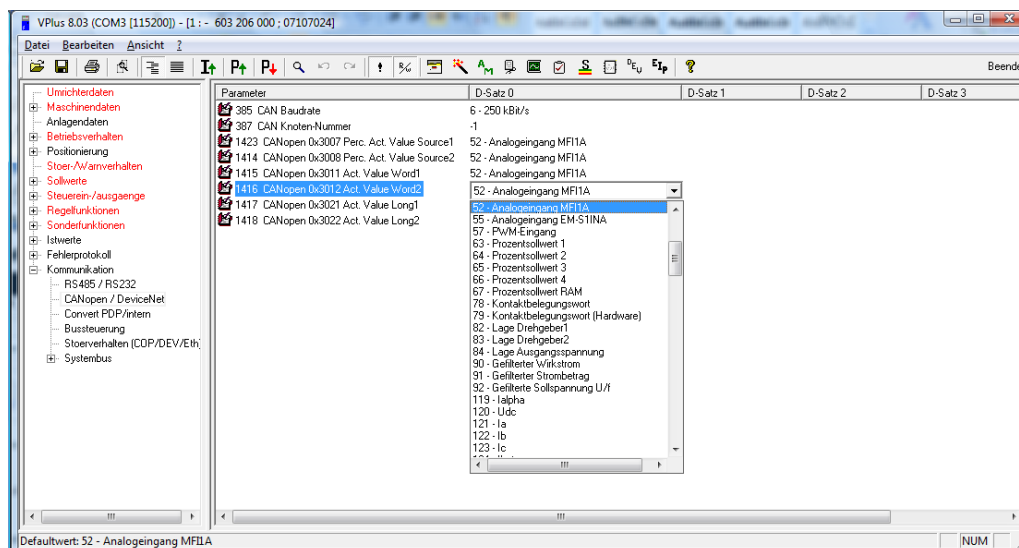 VPlus 8.03 (COM3 [115200]) - [1 : - 603 206 000 ; 07107024]
Datei Bearbeiten Ansicht ?
Beende
Umrichterdaten
Maschinendaten
Anlagendaten
Betriebsverhalten
Positionierung
Stoer-/Warnverhalten
Sollwerte
Steuerein-/ausgaenge
Regelfunktionen
Sonderfunktionen
Istwerte
Fehlerprotokoll
Kommunikation
RS485 / RS232
CANopen / DeviceNet
Convert PDP/intern
Bussteuerung
Stoerverhalten (COP/DEV/Eth)
Systembus
Parameter D-Satz 0 D-Satz 1 D-Satz 2 D-Satz 3
385 CAN Baudrate 6 - 250 kBit/s
387 CAN Knoten-Nummer -1
1423 CANopen 0x3007 Perc. Act. Value Source1 52 - Analogeingang MFI1A
1414 CANopen 0x3008 Perc. Act. Value Source2 52 - Analogeingang MFI1A
1415 CANopen 0x3011 Act. Value Word1 52 - Analogeingang MFI1A
1416 CANopen 0x3012 Act. Value Word2 52 - Analogeingang MFI1A
1417 CANopen 0x3021 Act. Value Long1
1418 CANopen 0x3022 Act. Value Long2
52 - Analogeingang MFI1A
55 - Analogeingang EM-S1INA
57 - PWM-Eingang
63 - Prozentsollwert 1
64 - Prozentsollwert 2
65 - Prozentsollwert 3
66 - Prozentsollwert 4
67 - Prozentsollwert RAM
78 - Kontaktbelegungswort
79 - Kontaktbelegungswort (Hardware)
82 - Lage Drehgeber1
83 - Lage Drehgeber2
84 - Lage Ausgangsspannung
90 - Gefilterter Wirkstrom
91 - Gefilterter Strombetrag
92 - Gefilterte Sollspannung U/f
119 - Ialpha
120 - Udc
121 - Ia
122 - Ib
123 - Ic
Defaultwert: 52 - Analogeingang MFI1A NUM